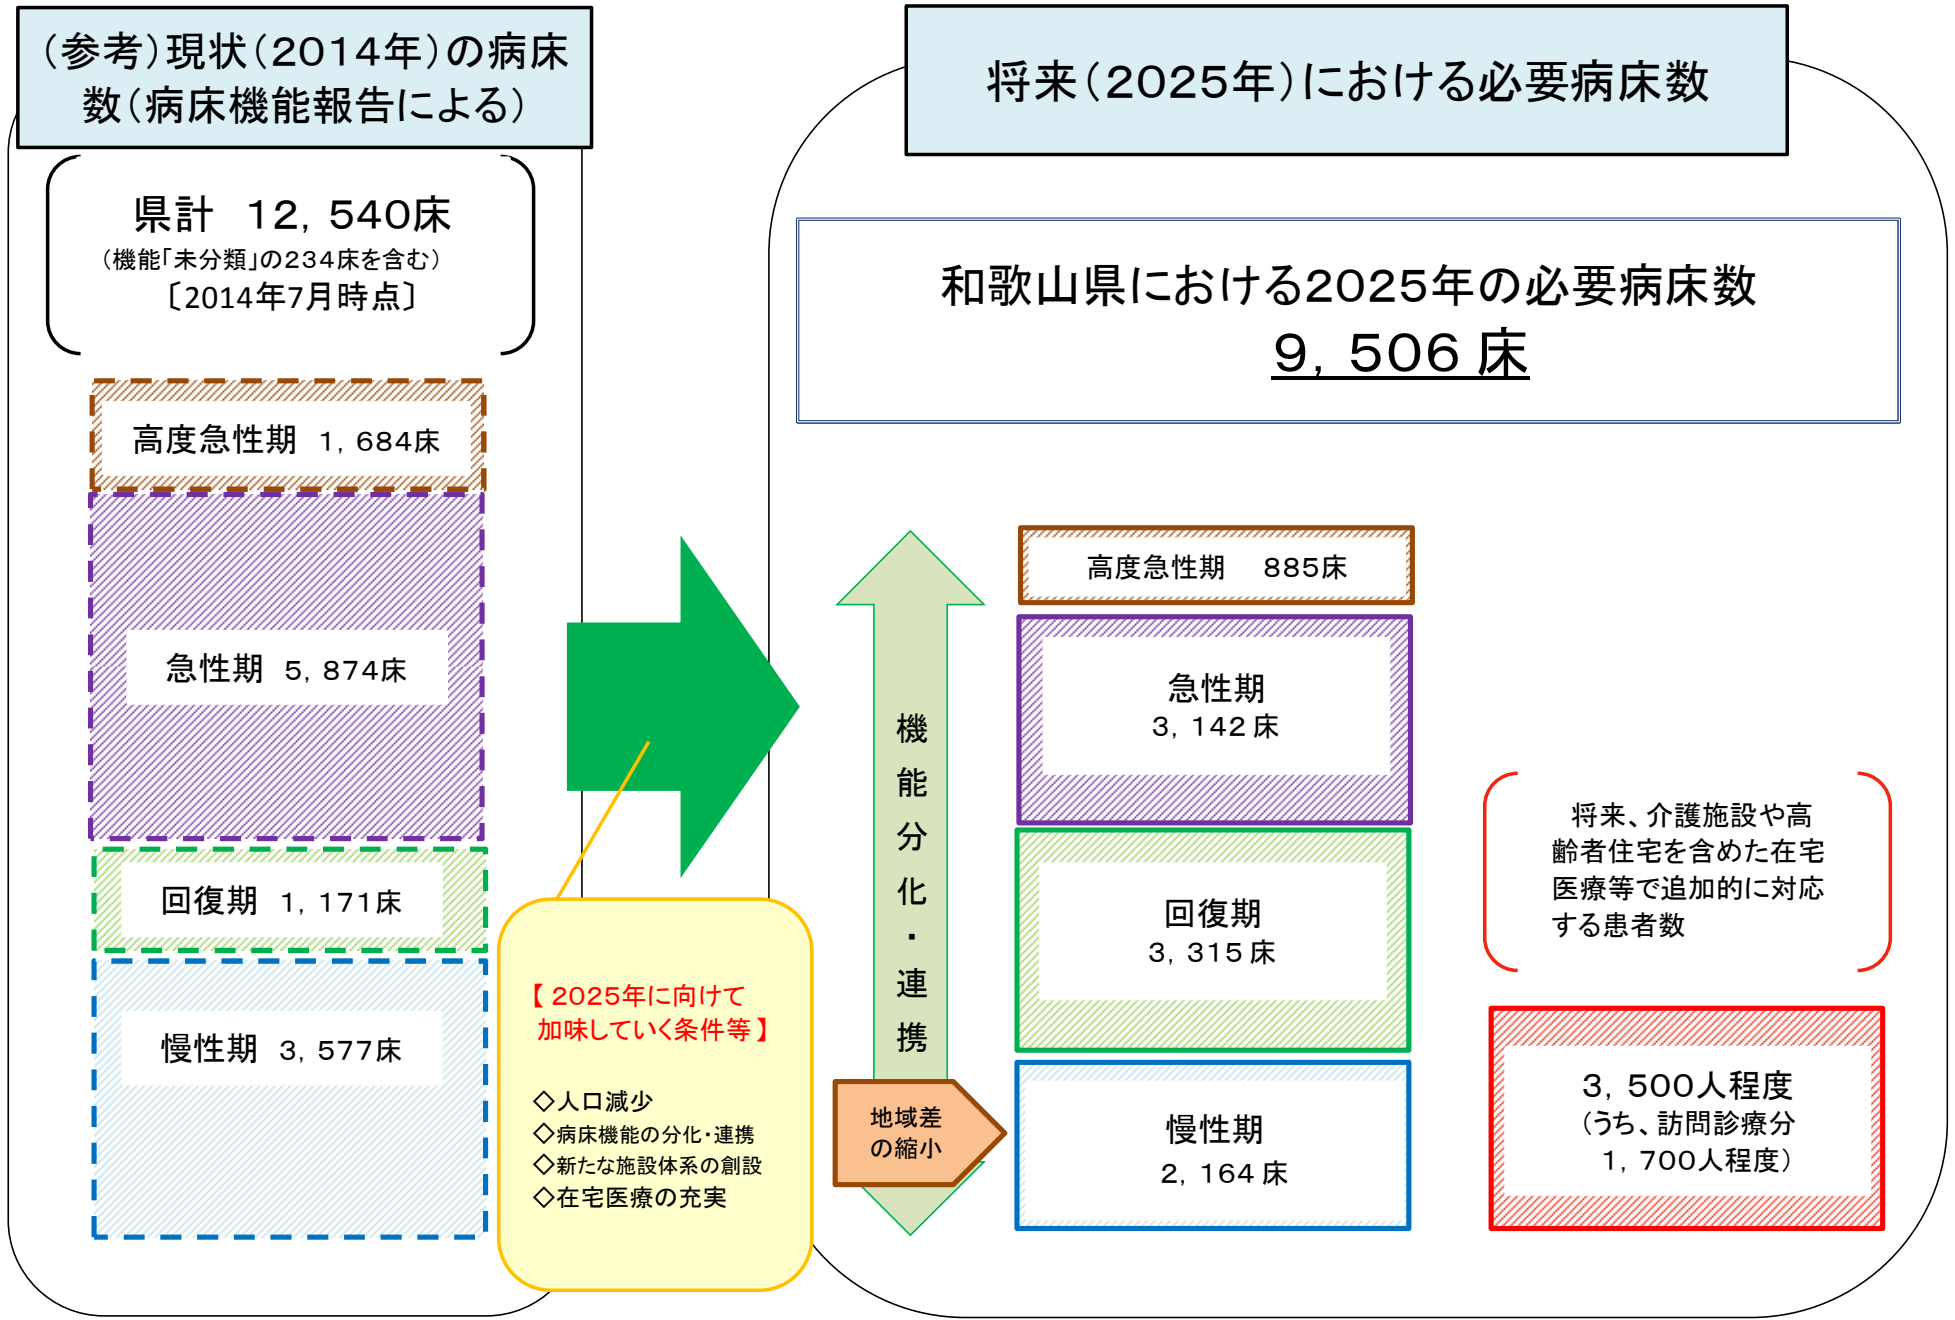 （参考）現状（2014年）の病床
数（病床機能報告による）
県計　12，540床
（機能「未分類」の234床を含む）
〔2014年7月時点〕
高度急性期　1，684床
急性期　5，874床
回復期　1，171床
慢性期　3，577床
【 2025年に向けて
加味していく条件等 】
◇人口減少
◇病床機能の分化・連携
◇新たな施設体系の創設
◇在宅医療の充実
将来（2025年）における必要病床数
和歌山県における2025年の必要病床数
9，506 床
機能分化・連携
地域差
の縮小
高度急性期　885床
急性期
3，142 床
回復期
3，315 床
慢性期
2，164 床
将来、介護施設や高
齢者住宅を含めた在宅
医療等で追加的に対応
する患者数
3，500人程度
（うち、訪問診療分
1，700人程度）